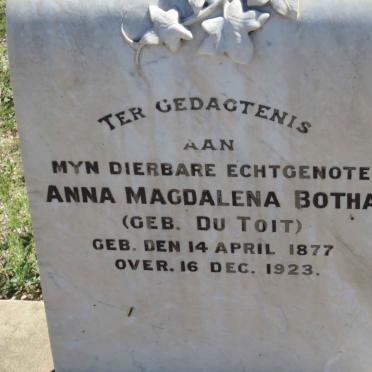 TER GEDACTENIS
AAN
MYN DIERBARE ECHTGENOTE
ANNA MAGDALENA BOTHA
(GEB. DU TOIT)
GEB. DEN 14 APRIL 1877
OVER. 16 DEC. 1923.